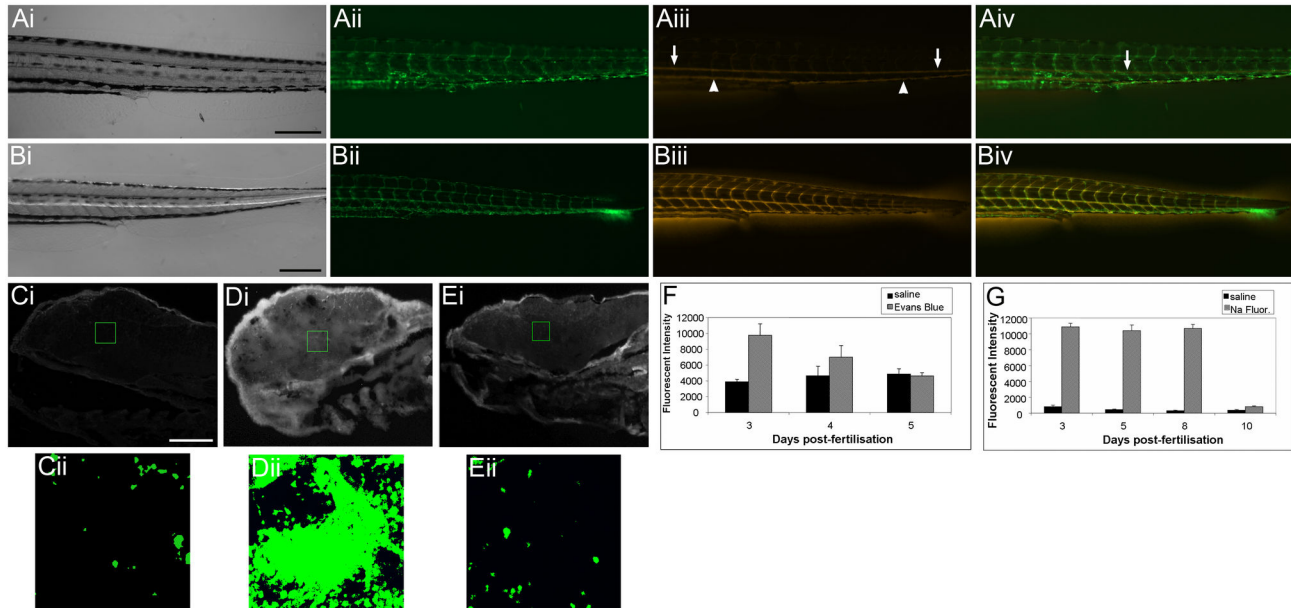 Ai
Aii
Aiii
Aiv
Bi
Bii
Biii
Biv
Ci
Di
Ei
F
saline
Evans Blue
Fluorescent Intensity
12000
10000
8000
6000
4000
2000
0
3 4 5
Days post-fertilisation
G
saline
Na Fluor.
Fluorescent Intensity
12000
10000
8000
6000
4000
2000
0
3 5 8 10
Days post-fertilisation
Cii
Dii
Eii